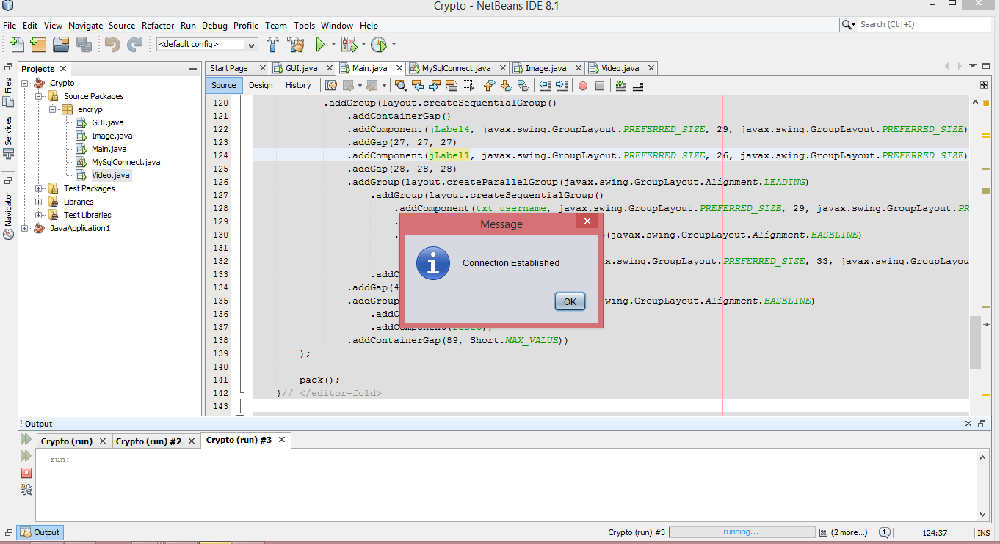 Crypto - NetBeans IDE 8.1
File Edit View Navigate Source Refactor Run Debug Profile Team Tools Window Help
Search (Ctrl+I)
<default config>
Projects
Files
Services
Navigator
Crypto
Source Packages
encryp
GUI.java
Image.java
Main.java
MySqlConnect.java
Video.java
Test Packages
Libraries
Test Libraries
JavaApplication1
Start Page GUI.java Main.java MySqlConnect.java Image.java Video.java
Source Design History
120 .addGroup(layout.createSequentialGroup()
121 .addContainerGap()
122 .addComponent(jLabel4, javax.swing.GroupLayout.PREFERRED_SIZE, 29, javax.swing.GroupLayout.PREFERRED_SIZE)
123 .addGap(27, 27, 27)
124 .addComponent(jLabel1, javax.swing.GroupLayout.PREFERRED_SIZE, 26, javax.swing.GroupLayout.PREFERRED_SIZE)
125 .addGap(28, 28, 28)
126 .addGroup(layout.createParallelGroup(javax.swing.GroupLayout.Alignment.LEADING)
127 .addGroup(layout.createSequentialGroup()
128 .addComponent(txt_username, javax.swing.GroupLayout.PREFERRED_SIZE, 29, javax.swing.GroupLayout.PR
129 .
130 . (javax.swing.GroupLayout.Alignment.BASELINE)
131
132 x.swing.GroupLayout.PREFERRED_SIZE, 33, javax.swing.GroupLayou
133 .addC
134 .addGap(4
135 .addGroup swing.GroupLayout.Alignment.BASELINE)
136 .addC
137
138 .addContainerGap(89, Short.MAX_VALUE))
139 );
140
141 pack();
142 }// </editor-fold>
143
Message
Connection Established
OK
Output
Crypto (run) Crypto (run) #2 Crypto (run) #3
run:
Output
Crypto (run) #3 running... (2 more...) 1 124:37 INS